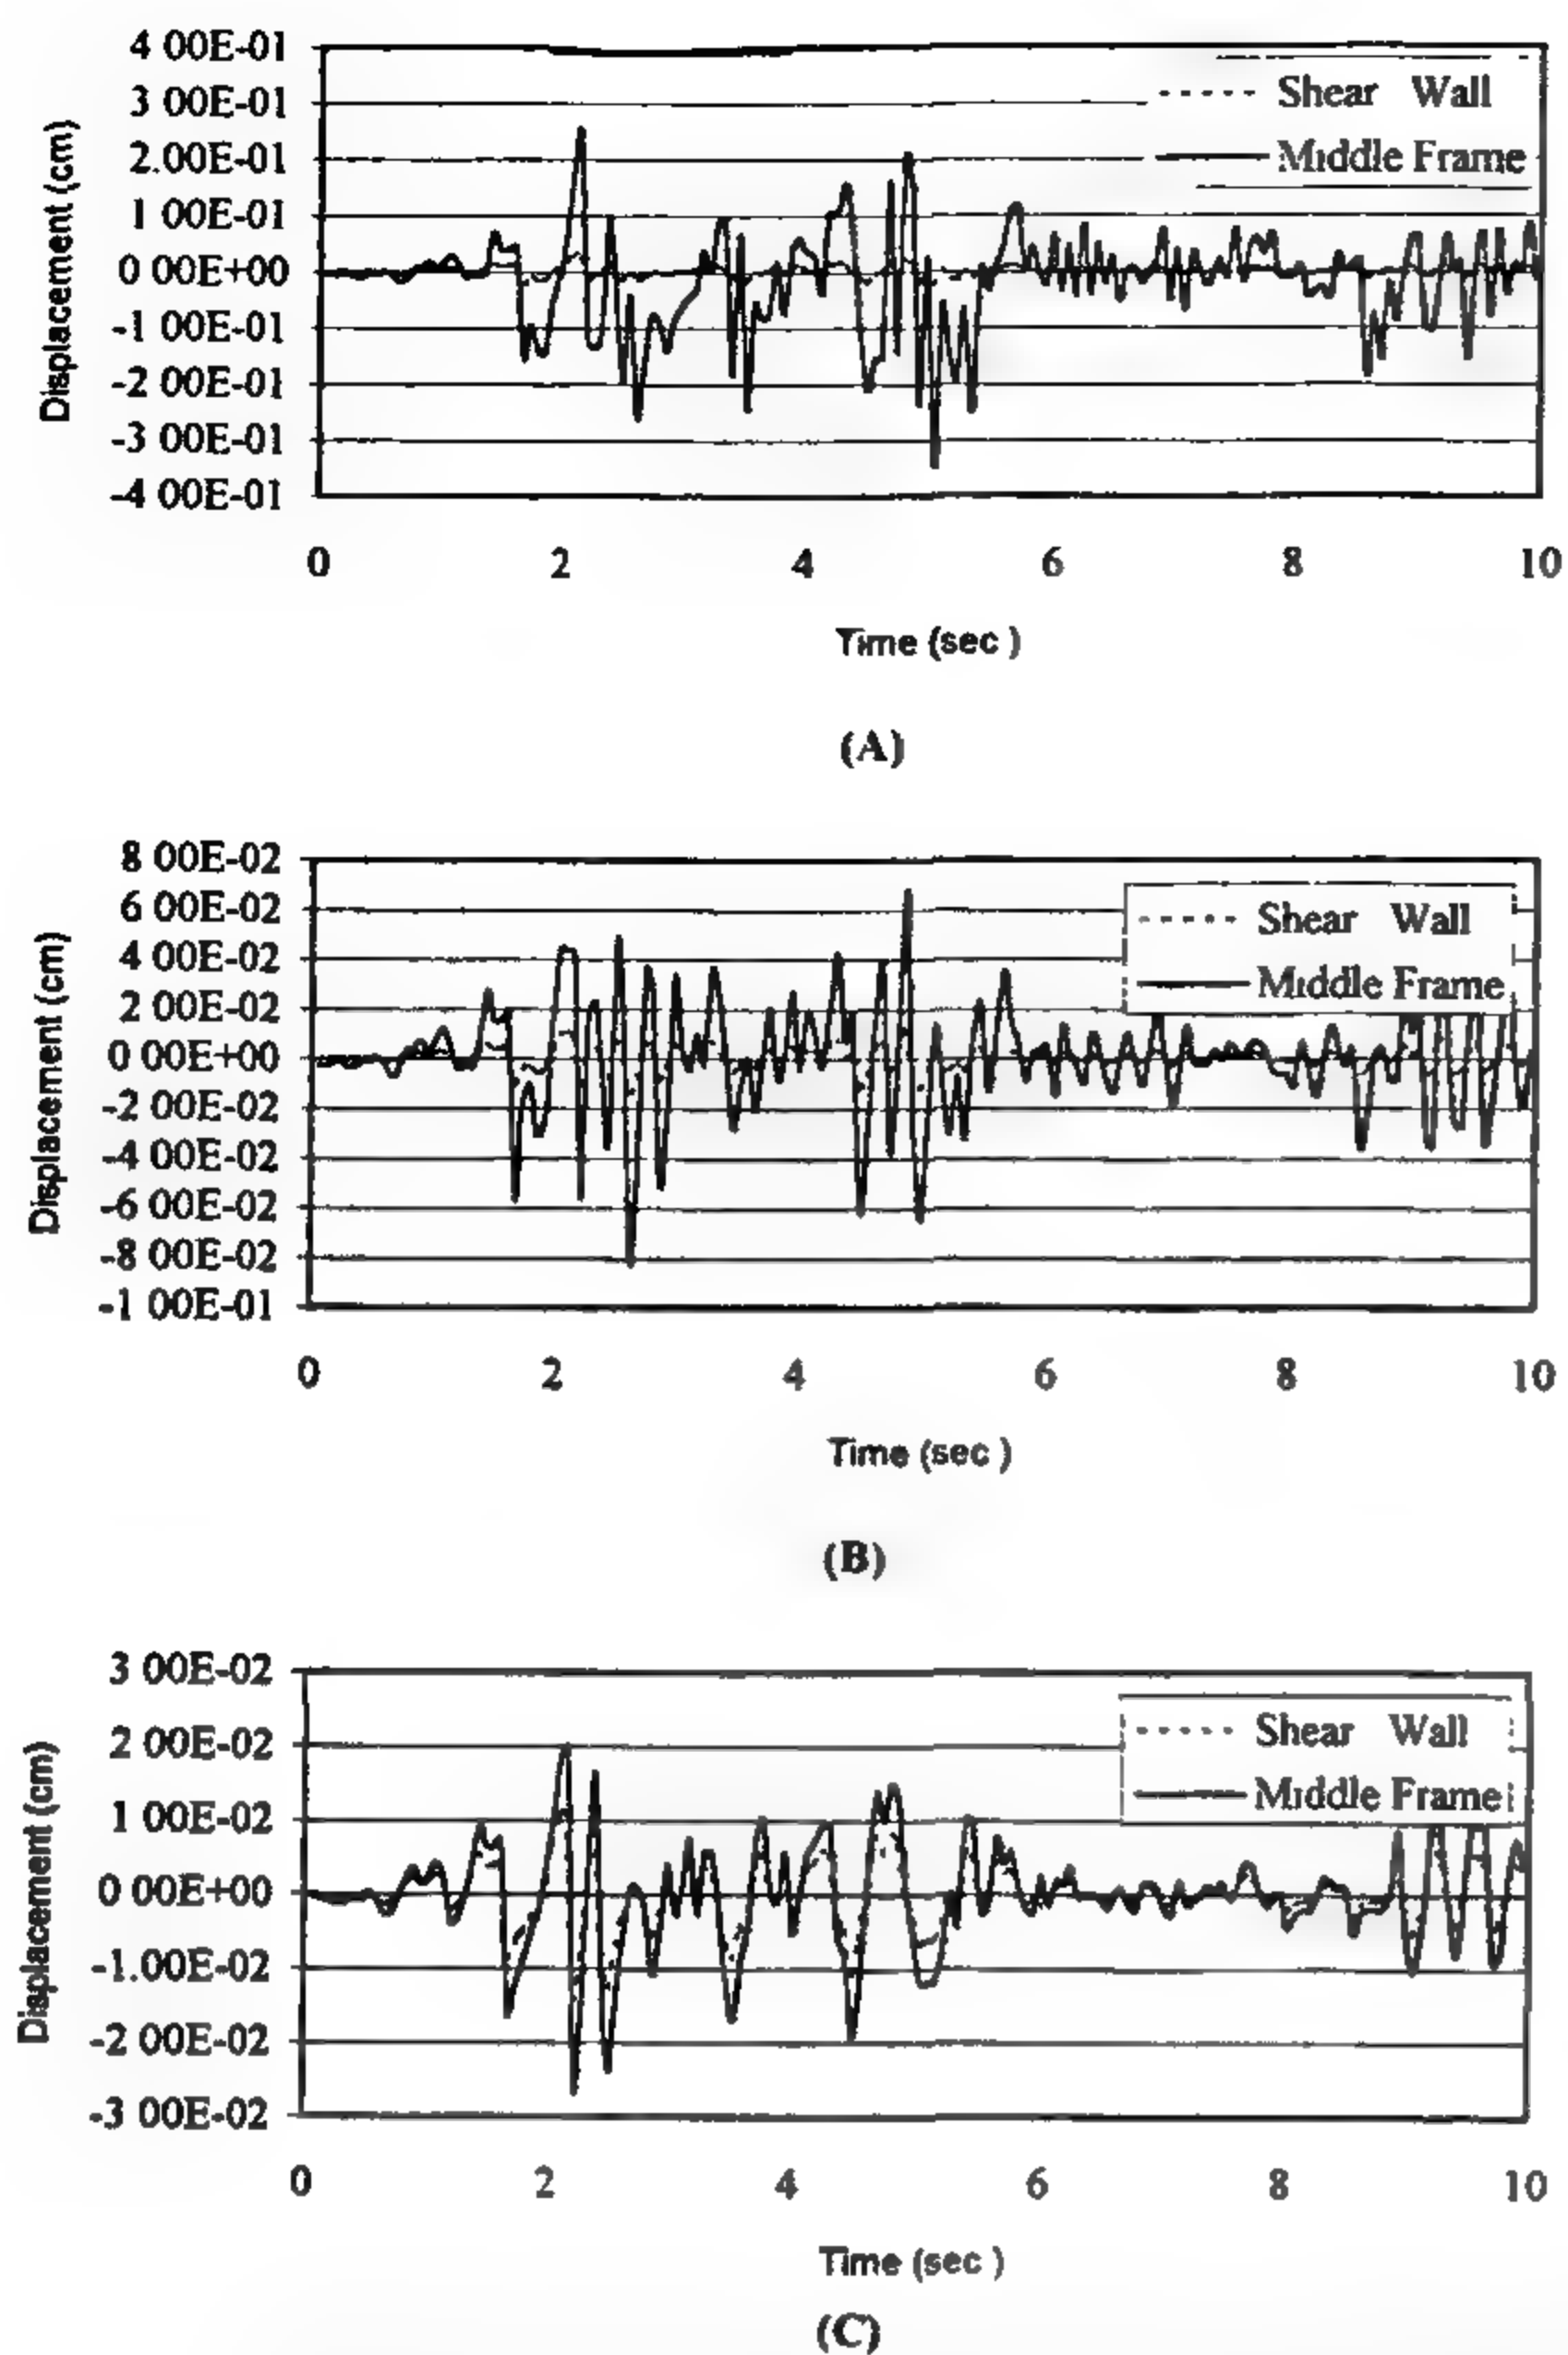 4 00E-01
3 00E-01
2.00E-01
1 00E-01
0 00E+00
-1 00E-01
-2 00E-01
-3 00E-01
-4 00E-01
Displacement (cm)
Shear Wall
Middle Frame
0 2 4 6 8 10
Time (sec )
(A)
8 00E-02
6 00E-02
4 00E-02
2 00E-02
0 00E+00
-2 00E-02
-4 00E-02
-6 00E-02
-8 00E-02
-1 00E-01
Displacement (cm)
Shear Wall
Middle Frame
0 2 4 6 8 10
Time (sec )
(B)
3 00E-02
2 00E-02
1 00E-02
0 00E+00
-1.00E-02
-2 00E-02
-3 00E-02
Displacement (cm)
Shear Wall
Middle Frame
0 2 4 6 8 10
Time (sec )
(C)